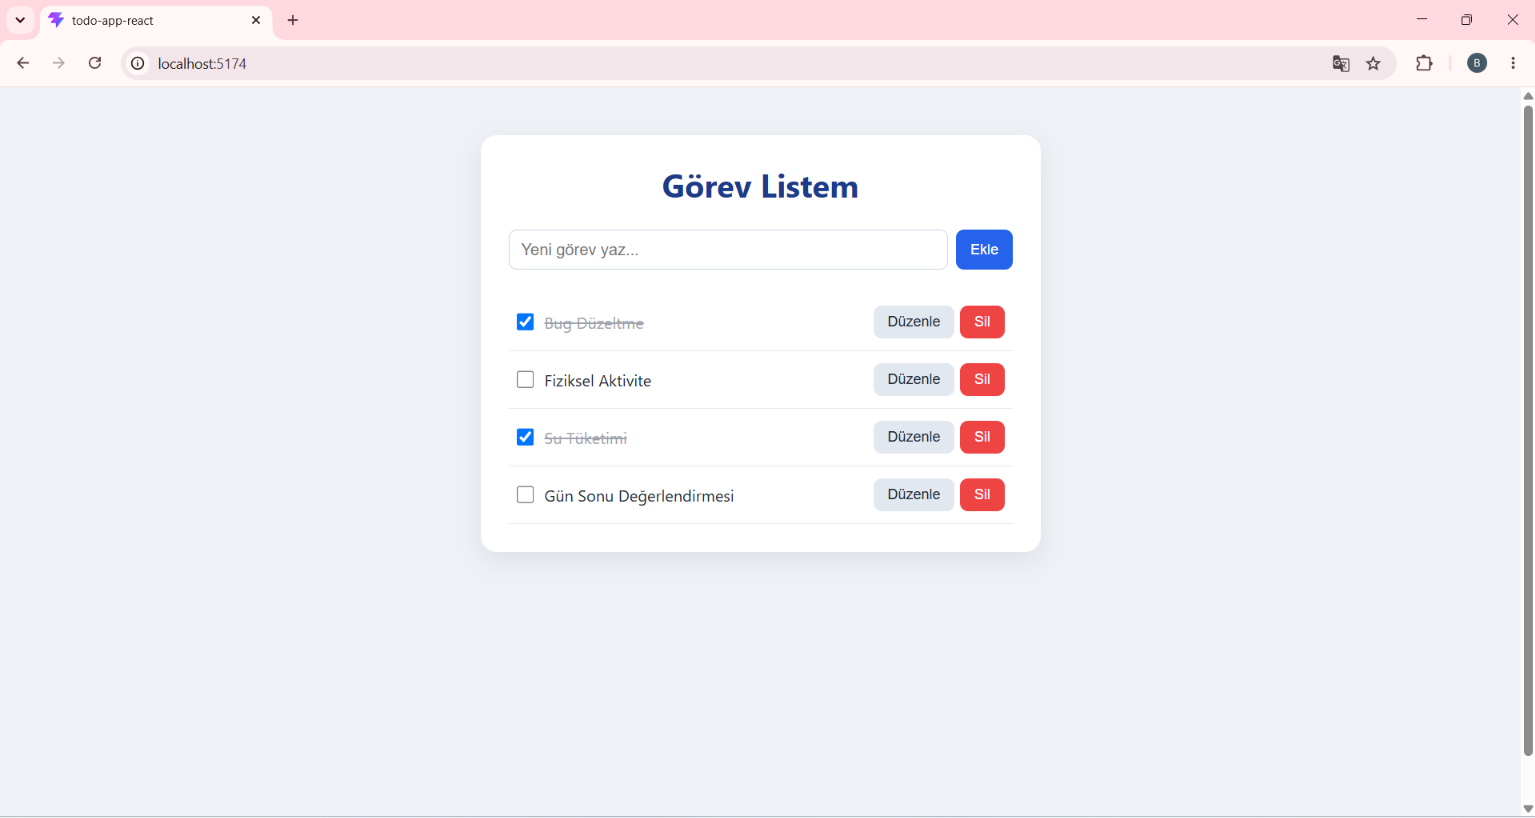 todo-app-react
localhost:5174
B
Görev Listem
Yeni görev yaz...
Ekle
Bug Düzeltme Düzenle Sil
Fiziksel Aktivite Düzenle Sil
Su Tüketimi Düzenle Sil
Gün Sonu Değerlendirmesi Düzenle Sil